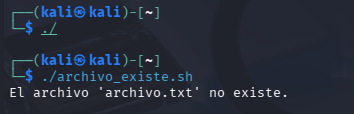 ┌──(kali㉿kali)-[~]
└─$ ./
┌──(kali㉿kali)-[~]
└─$ ./archivo_existe.sh
El archivo 'archivo.txt' no existe.